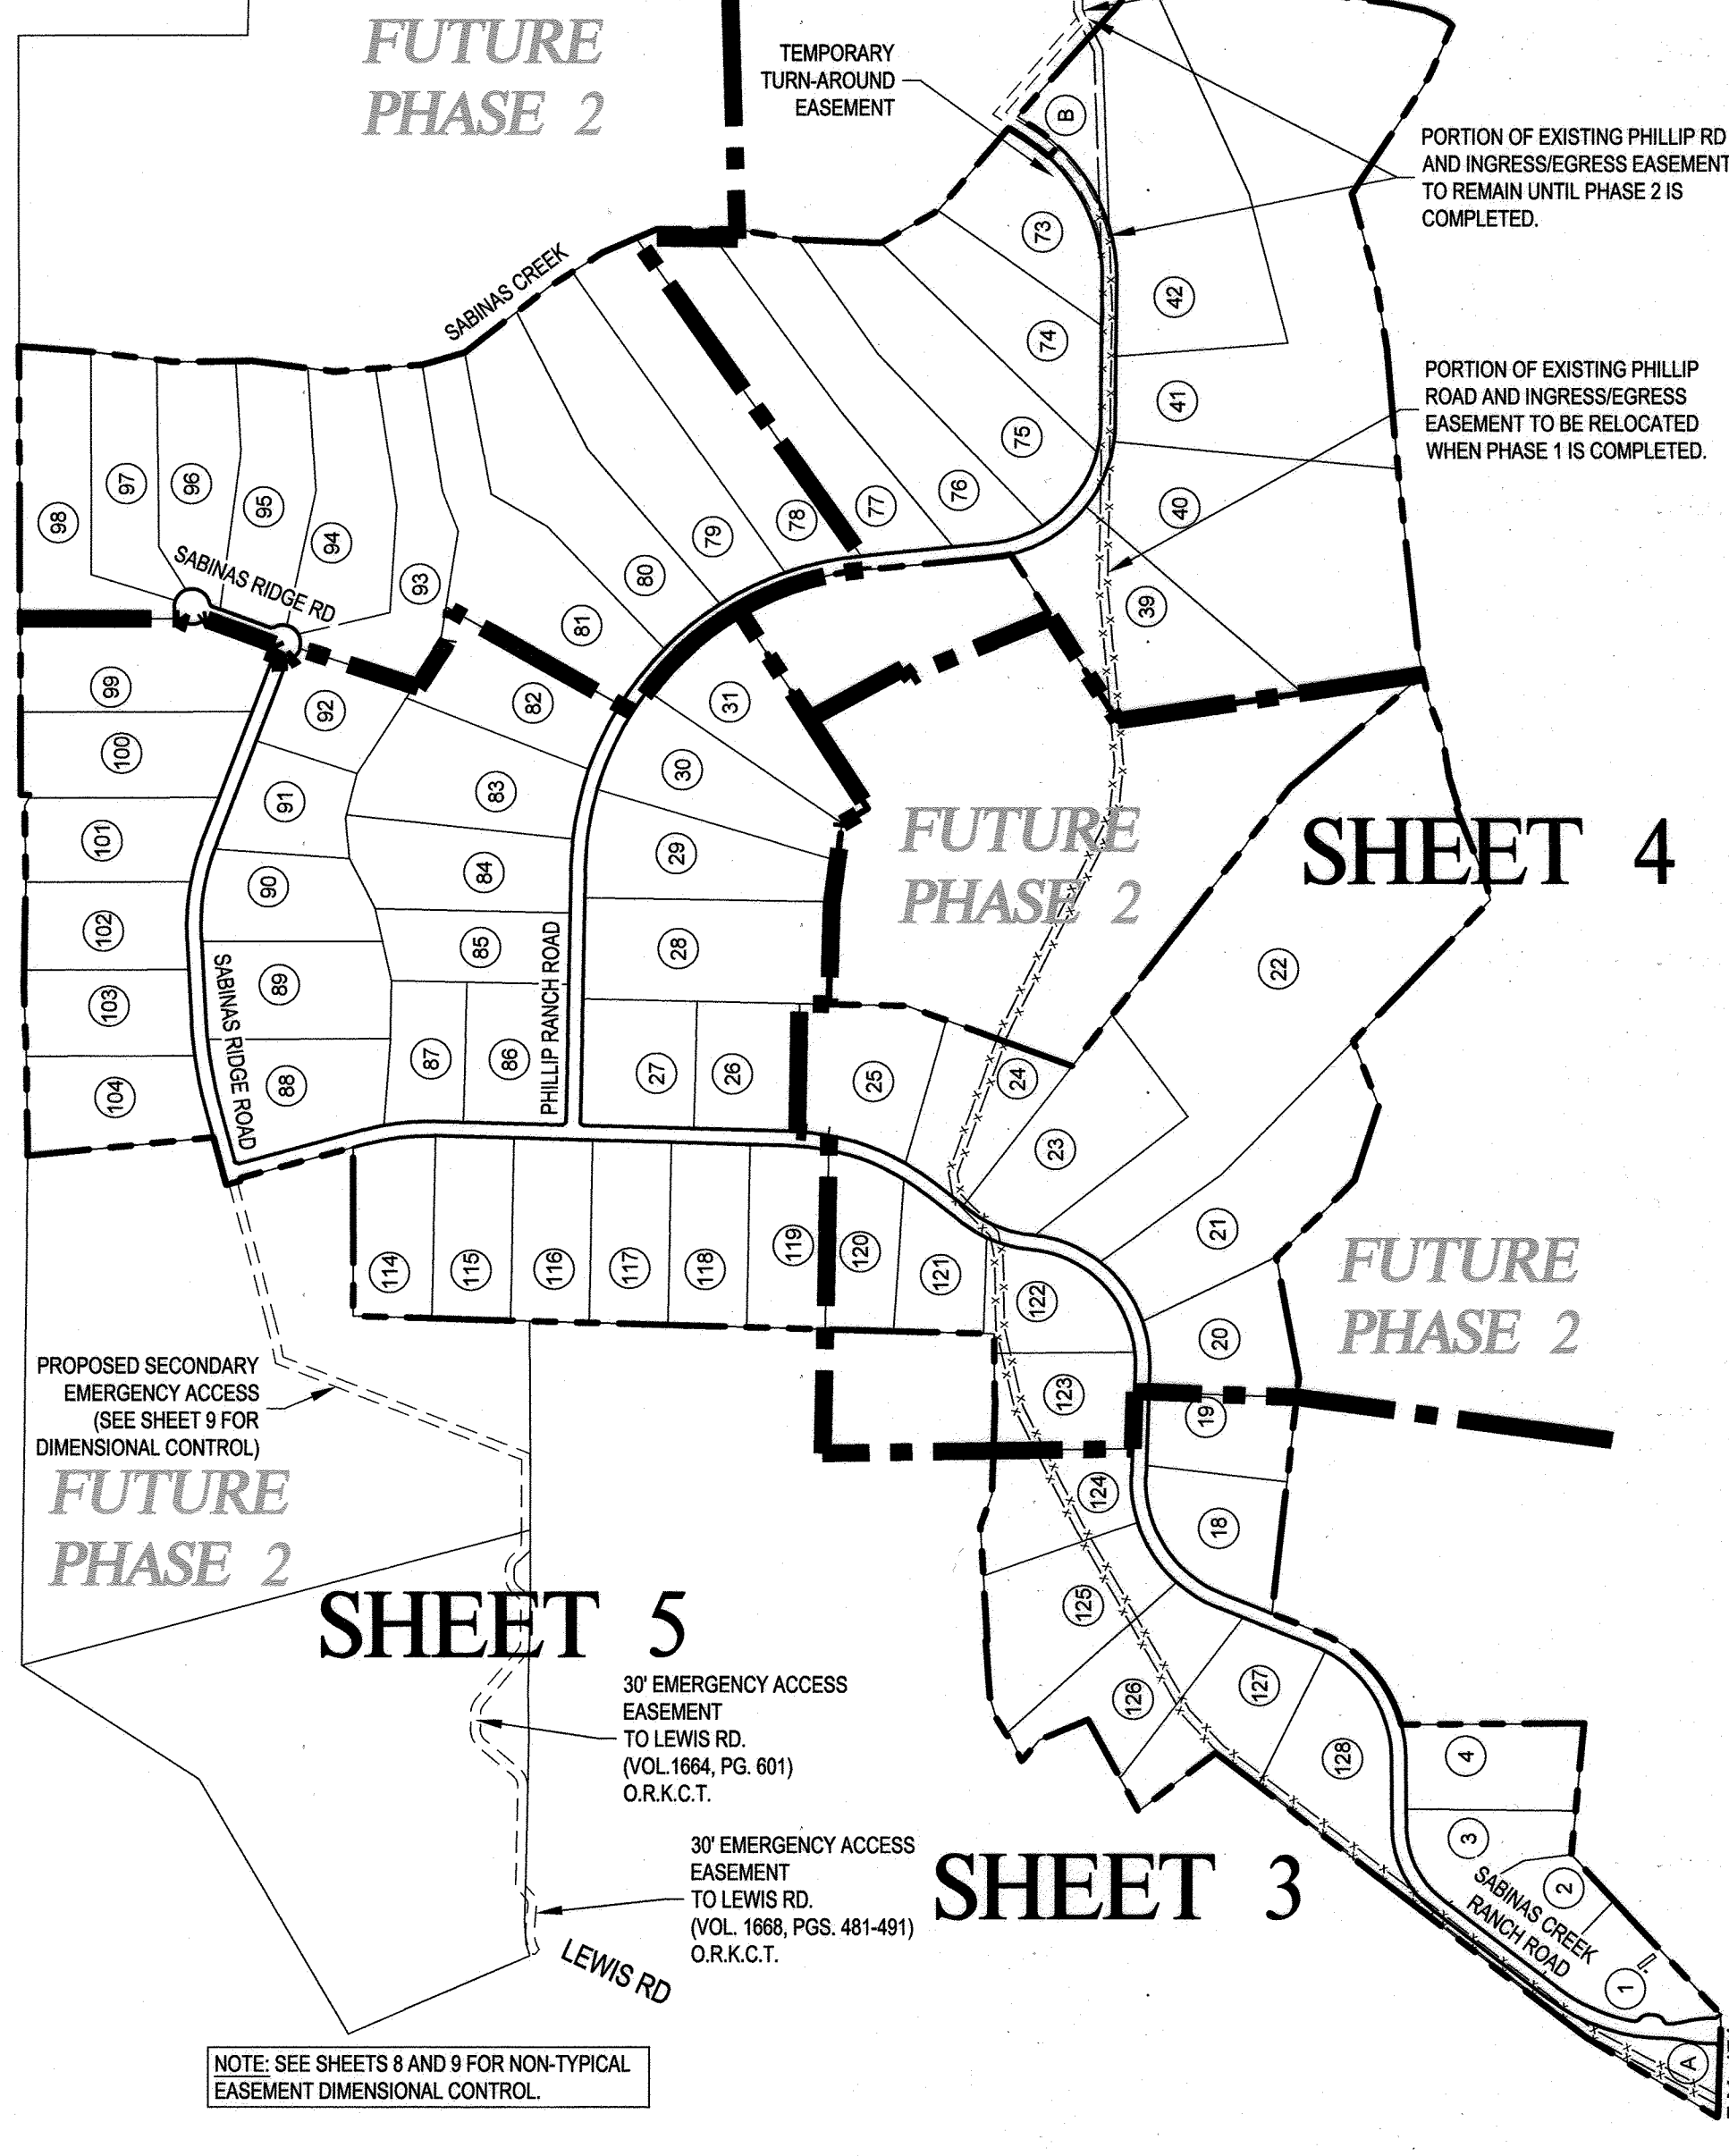 FUTURE
PHASE 2
TEMPORARY
TURN-AROUND
EASEMENT
B
PORTION OF EXISTING PHILLIP RD
AND INGRESS/EGRESS EASEMENT
TO REMAIN UNTIL PHASE 2 IS
COMPLETED.
73
42
74
41
75
40
76
77
78
79
80
81
39
SABINAS CREEK
PORTION OF EXISTING PHILLIP
ROAD AND INGRESS/EGRESS
EASEMENT TO BE RELOCATED
WHEN PHASE 1 IS COMPLETED.
98
97
96
95
94
93
SABINAS RIDGE RD
99
100
101
102
103
104
92
91
90
89
88
SABINAS RIDGE ROAD
82
83
84
85
87
86
PHILLIP RANCH ROAD
31
30
29
28
27
26
FUTURE
PHASE 2
SHEET 4
22
25
24
23
21
20
19
18
FUTURE
PHASE 2
114
115
116
117
118
119
120
121
122
123
124
125
126
127
128
PROPOSED SECONDARY
EMERGENCY ACCESS
(SEE SHEET 9 FOR
DIMENSIONAL CONTROL)
FUTURE
PHASE 2
SHEET 5
30' EMERGENCY ACCESS
EASEMENT
TO LEWIS RD.
(VOL.1664, PG. 601)
O.R.K.C.T.
30' EMERGENCY ACCESS
EASEMENT
TO LEWIS RD.
(VOL. 1668, PGS. 481-491)
O.R.K.C.T.
LEWIS RD
SHEET 3
4
3
2
1
A
SABINAS CREEK
RANCH ROAD
NOTE: SEE SHEETS 8 AND 9 FOR NON-TYPICAL
EASEMENT DIMENSIONAL CONTROL.